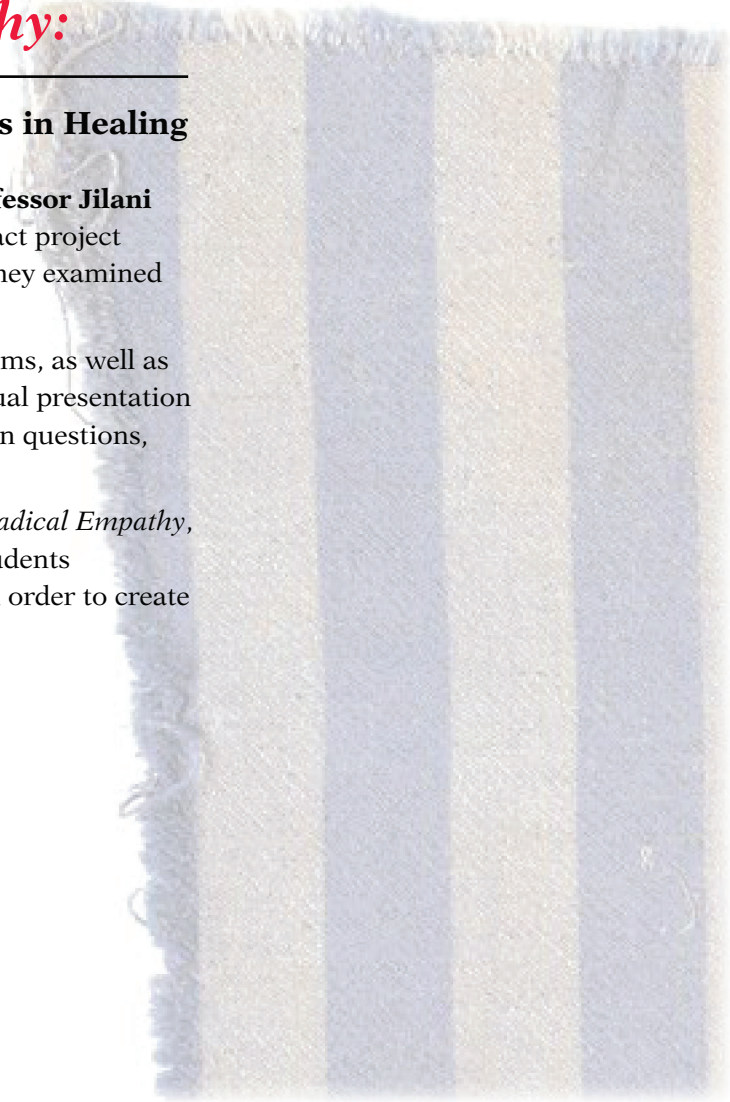 hy:
s in Healing
fessor Jilani
act project
hey examined
ms, as well as
ual presentation
n questions,
adical Empathy,
udents
order to create